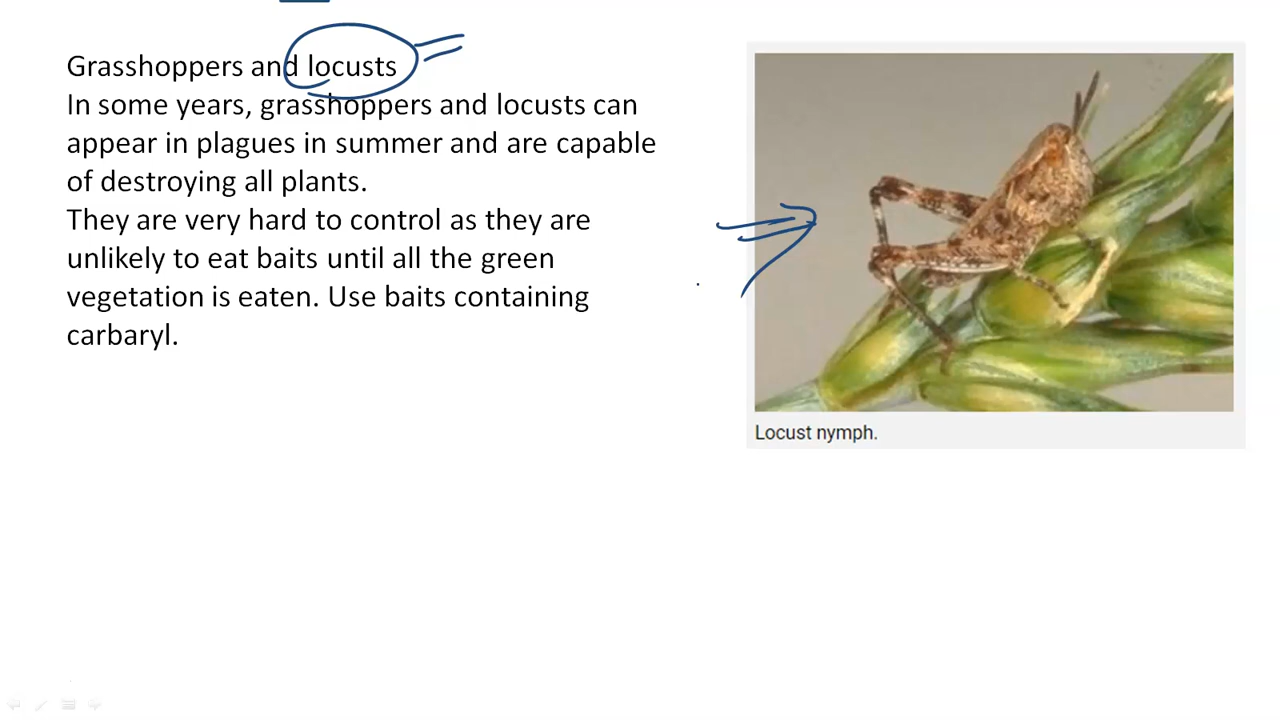 Grasshoppers and locusts
In some years, grasshoppers and locusts can
appear in plagues in summer and are capable
of destroying all plants.
They are very hard to control as they are
unlikely to eat baits until all the green
vegetation is eaten. Use baits containing
carbaryl.
Locust nymph.